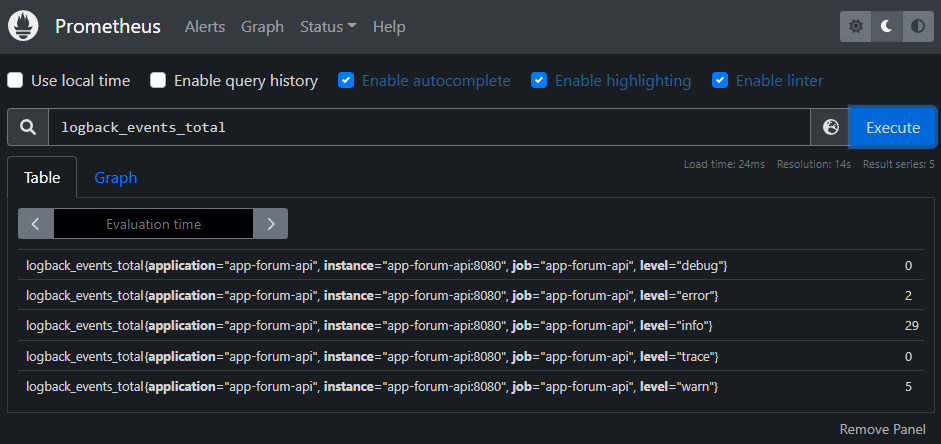 Prometheus Alerts Graph Status Help
Use local time Enable query history Enable autocomplete Enable highlighting Enable linter
logback_events_total Execute
Load time: 24ms Resolution: 14s Result series: 5
Table Graph
Evaluation time
logback_events_total{application="app-forum-api", instance="app-forum-api:8080", job="app-forum-api", level="debug"} 0
logback_events_total{application="app-forum-api", instance="app-forum-api:8080", job="app-forum-api", level="error"} 2
logback_events_total{application="app-forum-api", instance="app-forum-api:8080", job="app-forum-api", level="info"} 29
logback_events_total{application="app-forum-api", instance="app-forum-api:8080", job="app-forum-api", level="trace"} 0
logback_events_total{application="app-forum-api", instance="app-forum-api:8080", job="app-forum-api", level="warn"} 5
Remove Panel